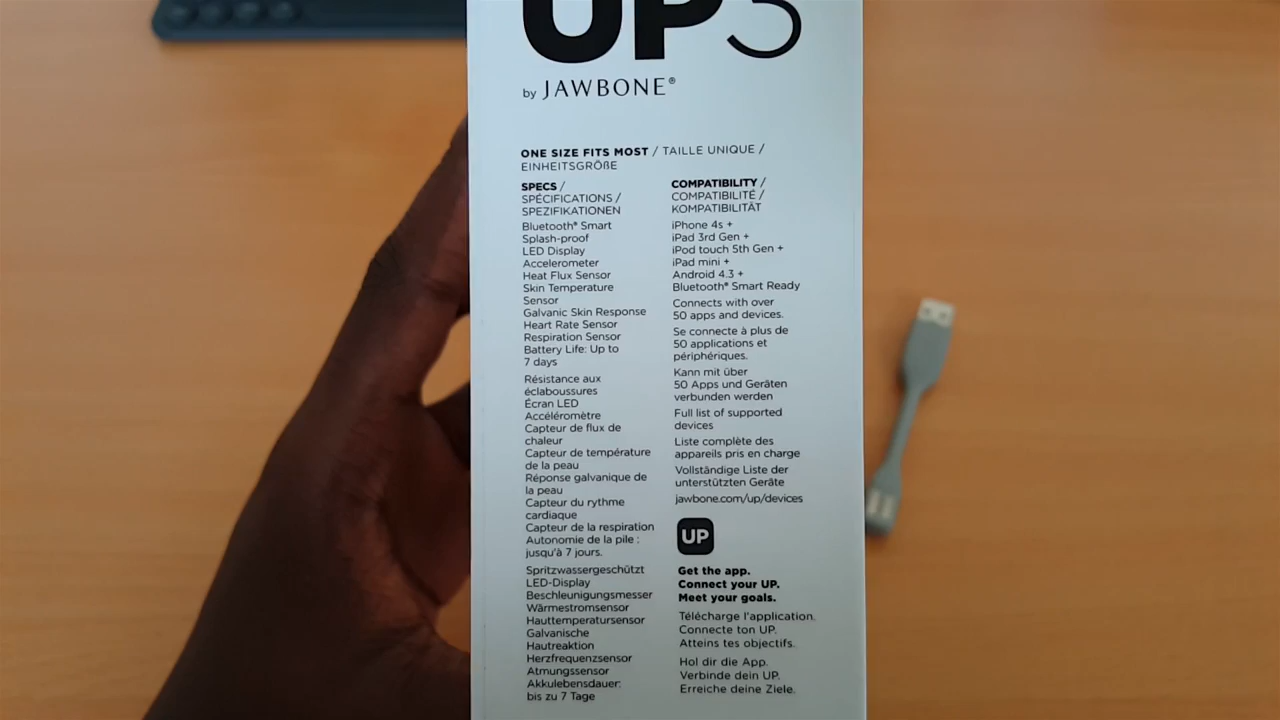 UP3
by JAWBONE®
ONE SIZE FITS MOST / TAILLE UNIQUE /
EINHEITSGRÖßE
SPECS /
SPÉCIFICATIONS /
SPEZIFIKATIONEN
Bluetooth® Smart
Splash-proof
LED Display
Accelerometer
Heat Flux Sensor
Skin Temperature
Sensor
Galvanic Skin Response
Heart Rate Sensor
Respiration Sensor
Battery Life: Up to
7 days
Résistance aux
éclaboussures
Écran LED
Accéléromètre
Capteur de flux de
chaleur
Capteur de température
de la peau
Réponse galvanique de
la peau
Capteur du rythme
cardiaque
Capteur de la respiration
Autonomie de la pile :
jusqu'à 7 jours.
Spritzwassergeschützt
LED-Display
Beschleunigungsmesser
Wärmestromsensor
Hauttemperatursensor
Galvanische
Hautreaktion
Herzfrequenzsensor
Atmungssensor
Akkulebensdauer:
bis zu 7 Tage
COMPATIBILITY /
COMPATIBILITÉ /
KOMPATIBILITÄT
iPhone 4s +
iPad 3rd Gen +
iPod touch 5th Gen +
iPad mini +
Android 4.3 +
Bluetooth® Smart Ready
Connects with over
50 apps and devices.
Se connecte à plus de
50 applications et
périphériques.
Kann mit über
50 Apps und Geräten
verbunden werden
Full list of supported
devices
Liste complète des
appareils pris en charge
Vollständige Liste der
unterstützten Geräte
jawbone.com/up/devices
UP
Get the app.
Connect your UP.
Meet your goals.
Télécharge l'application.
Connecte ton UP.
Atteins tes objectifs.
Hol dir die App.
Verbinde dein UP.
Erreiche deine Ziele.